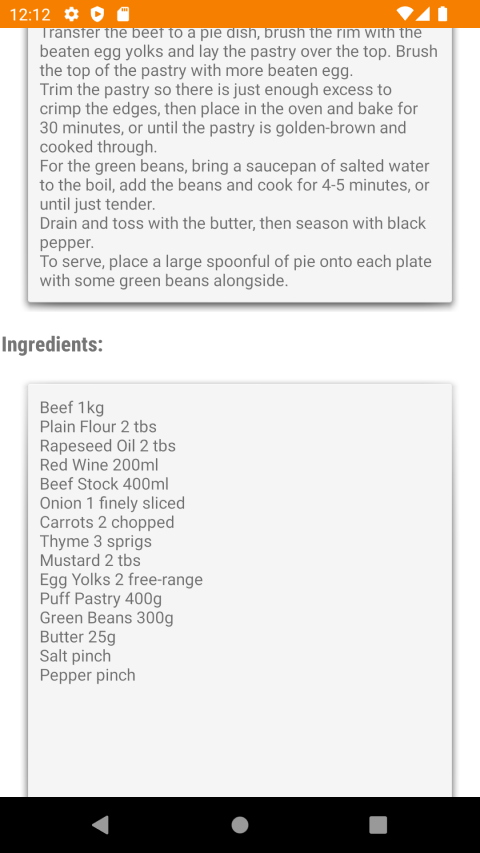 12:12
Transfer the beef to a pie dish, brush the rim with the
beaten egg yolks and lay the pastry over the top. Brush
the top of the pastry with more beaten egg.
Trim the pastry so there is just enough excess to
crimp the edges, then place in the oven and bake for
30 minutes, or until the pastry is golden-brown and
cooked through.
For the green beans, bring a saucepan of salted water
to the boil, add the beans and cook for 4-5 minutes, or
until just tender.
Drain and toss with the butter, then season with black
pepper.
To serve, place a large spoonful of pie onto each plate
with some green beans alongside.
Ingredients:
Beef 1kg
Plain Flour 2 tbs
Rapeseed Oil 2 tbs
Red Wine 200ml
Beef Stock 400ml
Onion 1 finely sliced
Carrots 2 chopped
Thyme 3 sprigs
Mustard 2 tbs
Egg Yolks 2 free-range
Puff Pastry 400g
Green Beans 300g
Butter 25g
Salt pinch
Pepper pinch